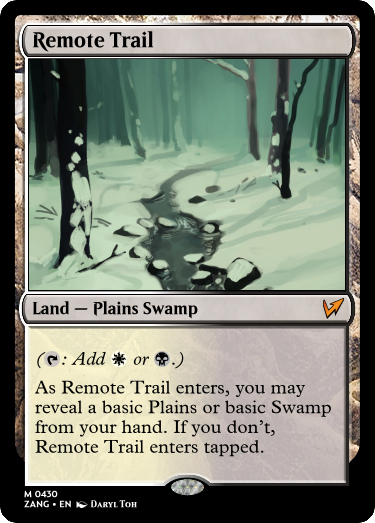 Remote Trail
Land — Plains Swamp
(: Add or .)
As Remote Trail enters, you may
reveal a basic Plains or basic Swamp
from your hand. If you don't,
Remote Trail enters tapped.
M 0430
ZANG • EN Daryl Toh